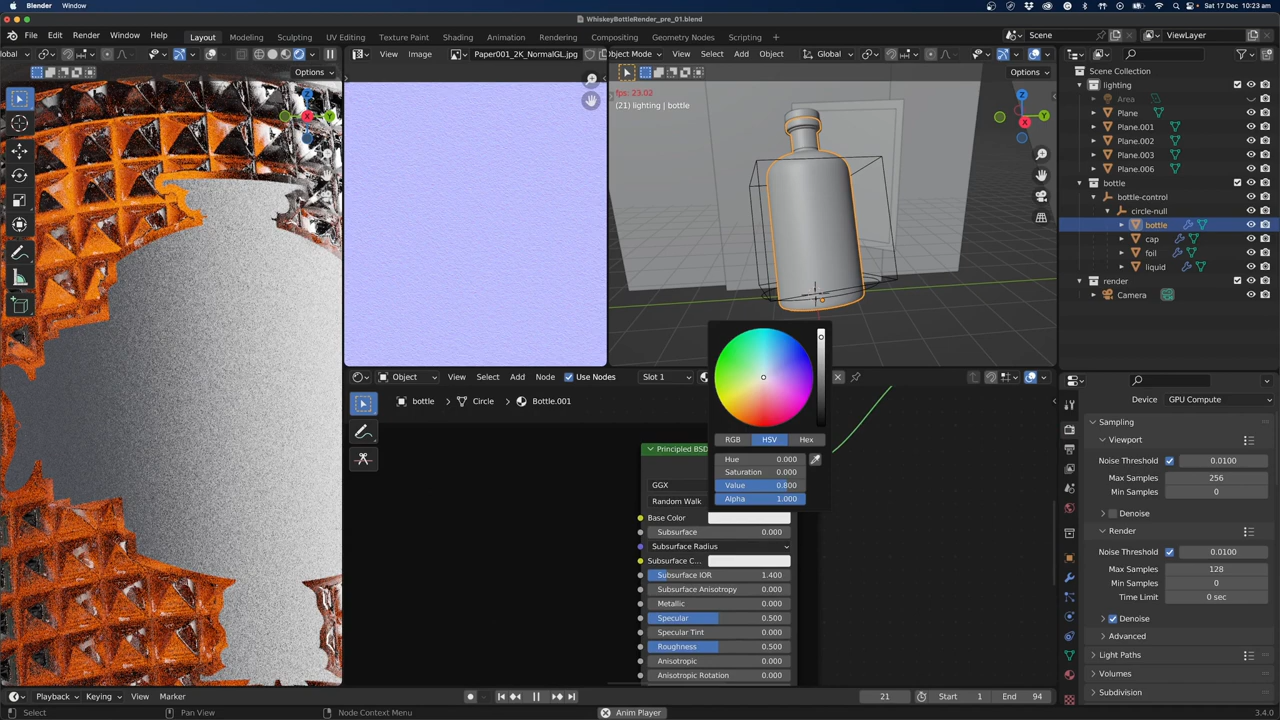 Blender Window Sat 17 Dec 10:23 am
WhiskeyBottleRender_pre_01.blend
File Edit Render Window Help Layout Modeling Sculpting UV Editing Texture Paint Shading Animation Rendering Compositing Geometry Nodes Scripting Scene ViewLayer
View Image Paper001_2K_NormalGL.jpg View Select Add Object Global
Options
Options
fps: 23.02
(21) lighting | bottle
Scene Collection
lighting
Area
Plane
Plane.001
Plane.002
Plane.003
Plane.006
bottle
bottle-control
circle-null
bottle
cap
foil
liquid
render
Camera
X
Y
Z
X
Y
Object View Select Add Node Use Nodes Slot 1
bottle Circle Bottle.001
RGB HSV Hex
Hue 0.000
Saturation 0.000
Value 0.800
Alpha 1.000
Principled BSD
GGX
Random Walk
Base Color
Subsurface 0.000
Subsurface Radius
Subsurface C...
Subsurface IOR 1.400
Subsurface Anisotropy 0.000
Metallic 0.000
Specular 0.500
Specular Tint 0.000
Roughness 0.500
Anisotropic 0.000
Anisotropic Rotation 0.000
Device GPU Compute
Sampling
Viewport
Noise Threshold 0.0100
Max Samples 256
Min Samples 0
Denoise
Render
Noise Threshold 0.0100
Max Samples 128
Min Samples 0
Time Limit 0 sec
Denoise
Advanced
Light Paths
Volumes
Subdivision
Playback Keying View Marker 21 Start 1 End 94
Select Pan View Node Context Menu Anim Player 3.4.0